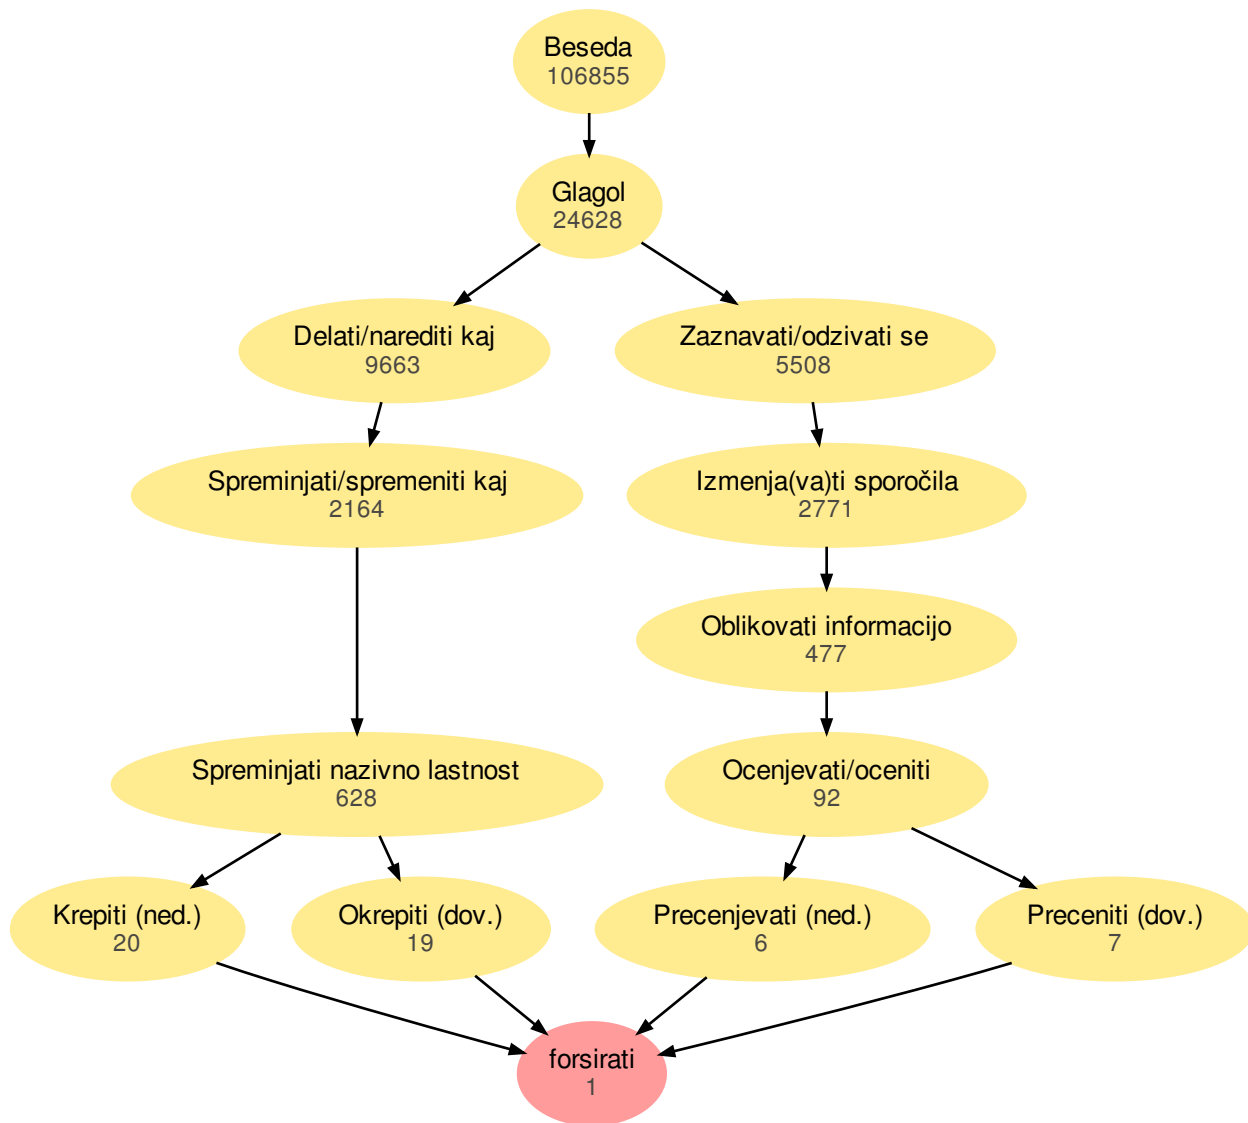 Beseda
106855
Glagol
24628
Delati/narediti kaj
9663
Zaznavati/odzivati se
5508
Spreminjati/spremeniti kaj
2164
Izmenja(va)ti sporočila
2771
Oblikovati informacijo
477
Spreminjati nazivno lastnost
628
Ocenjevati/oceniti
92
Krepiti (ned.)
20
Okrepiti (dov.)
19
Precenjevati (ned.)
6
Preceniti (dov.)
7
forsirati
1